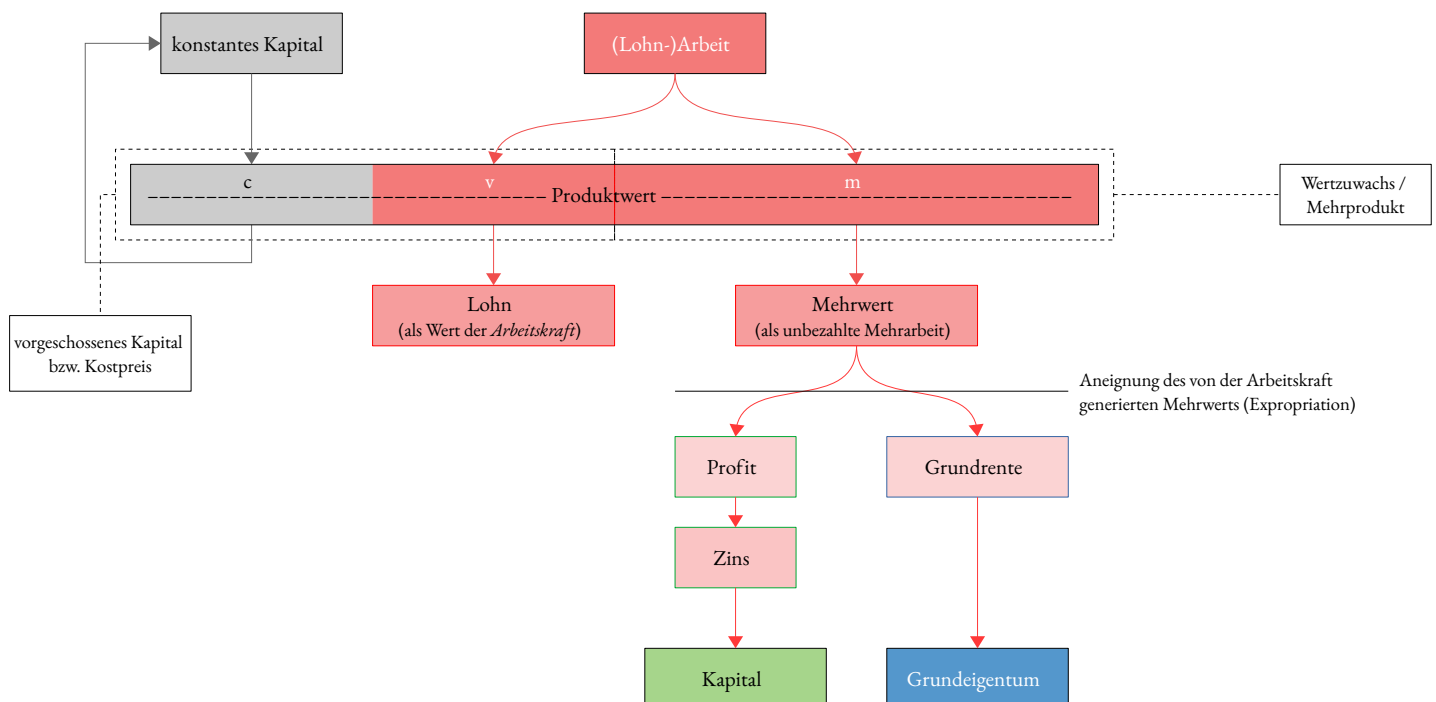 konstantes Kapital
(Lohn-)Arbeit
c
v
m
Produktwert
Wertzuwachs /
Mehrprodukt
Lohn
(als Wert der Arbeitskraft)
Mehrwert
(als unbezahlte Mehrarbeit)
vorgeschossenes Kapital
bzw. Kostpreis
Aneignung des von der Arbeitskraft
generierten Mehrwerts (Expropriation)
Profit
Grundrente
Zins
Kapital
Grundeigentum